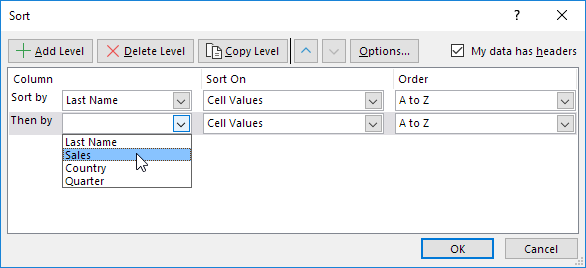 Sort
? ×
Add Level Delete Level Copy Level Options... My data has headers
Column Sort On Order
Sort by Last Name Cell Values A to Z
Then by Cell Values A to Z
Last Name
Sales
Country
Quarter
OK Cancel